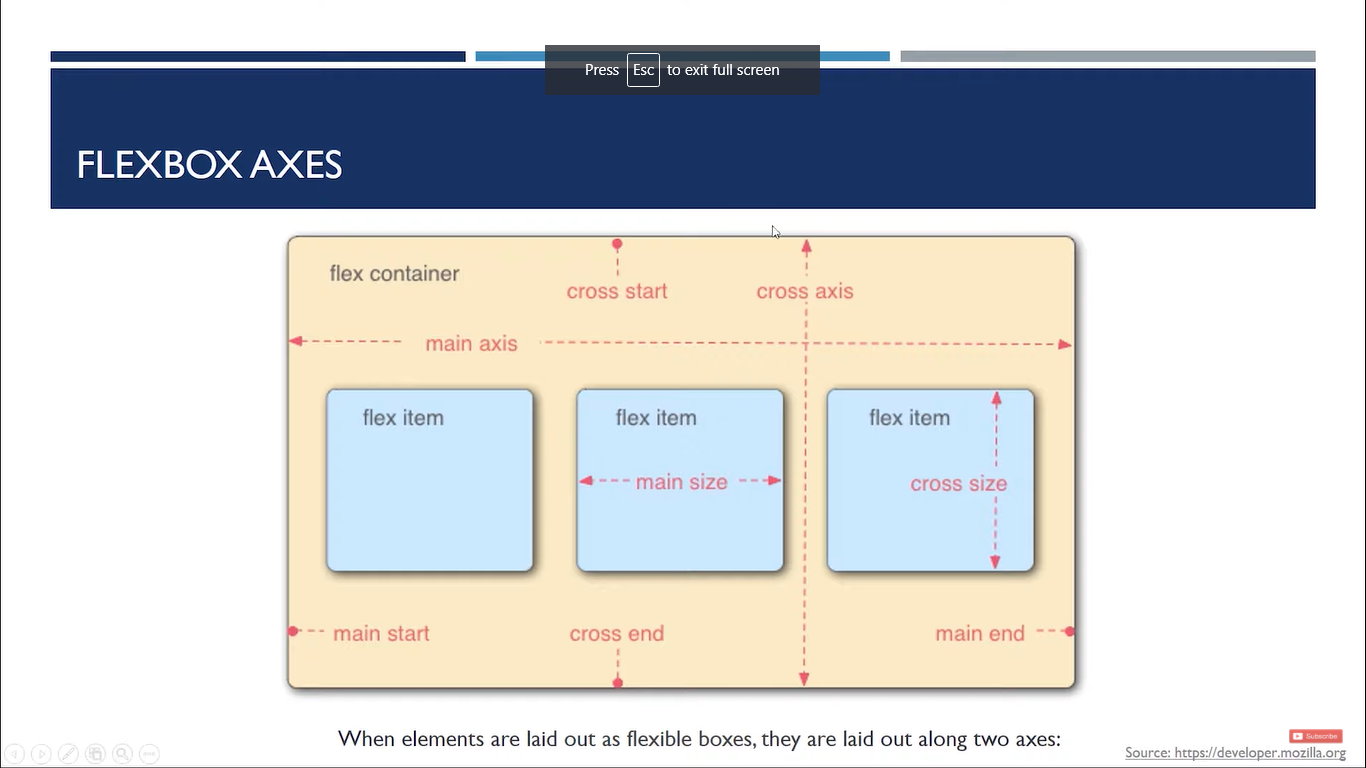 Press Esc to exit full screen
FLEXBOX AXES
flex container
cross start
cross axis
main axis
flex item
flex item
flex item
main size
cross size
main start
cross end
main end
When elements are laid out as flexible boxes, they are laid out along two axes:
Subscribe
Source: https://developer.mozilla.org